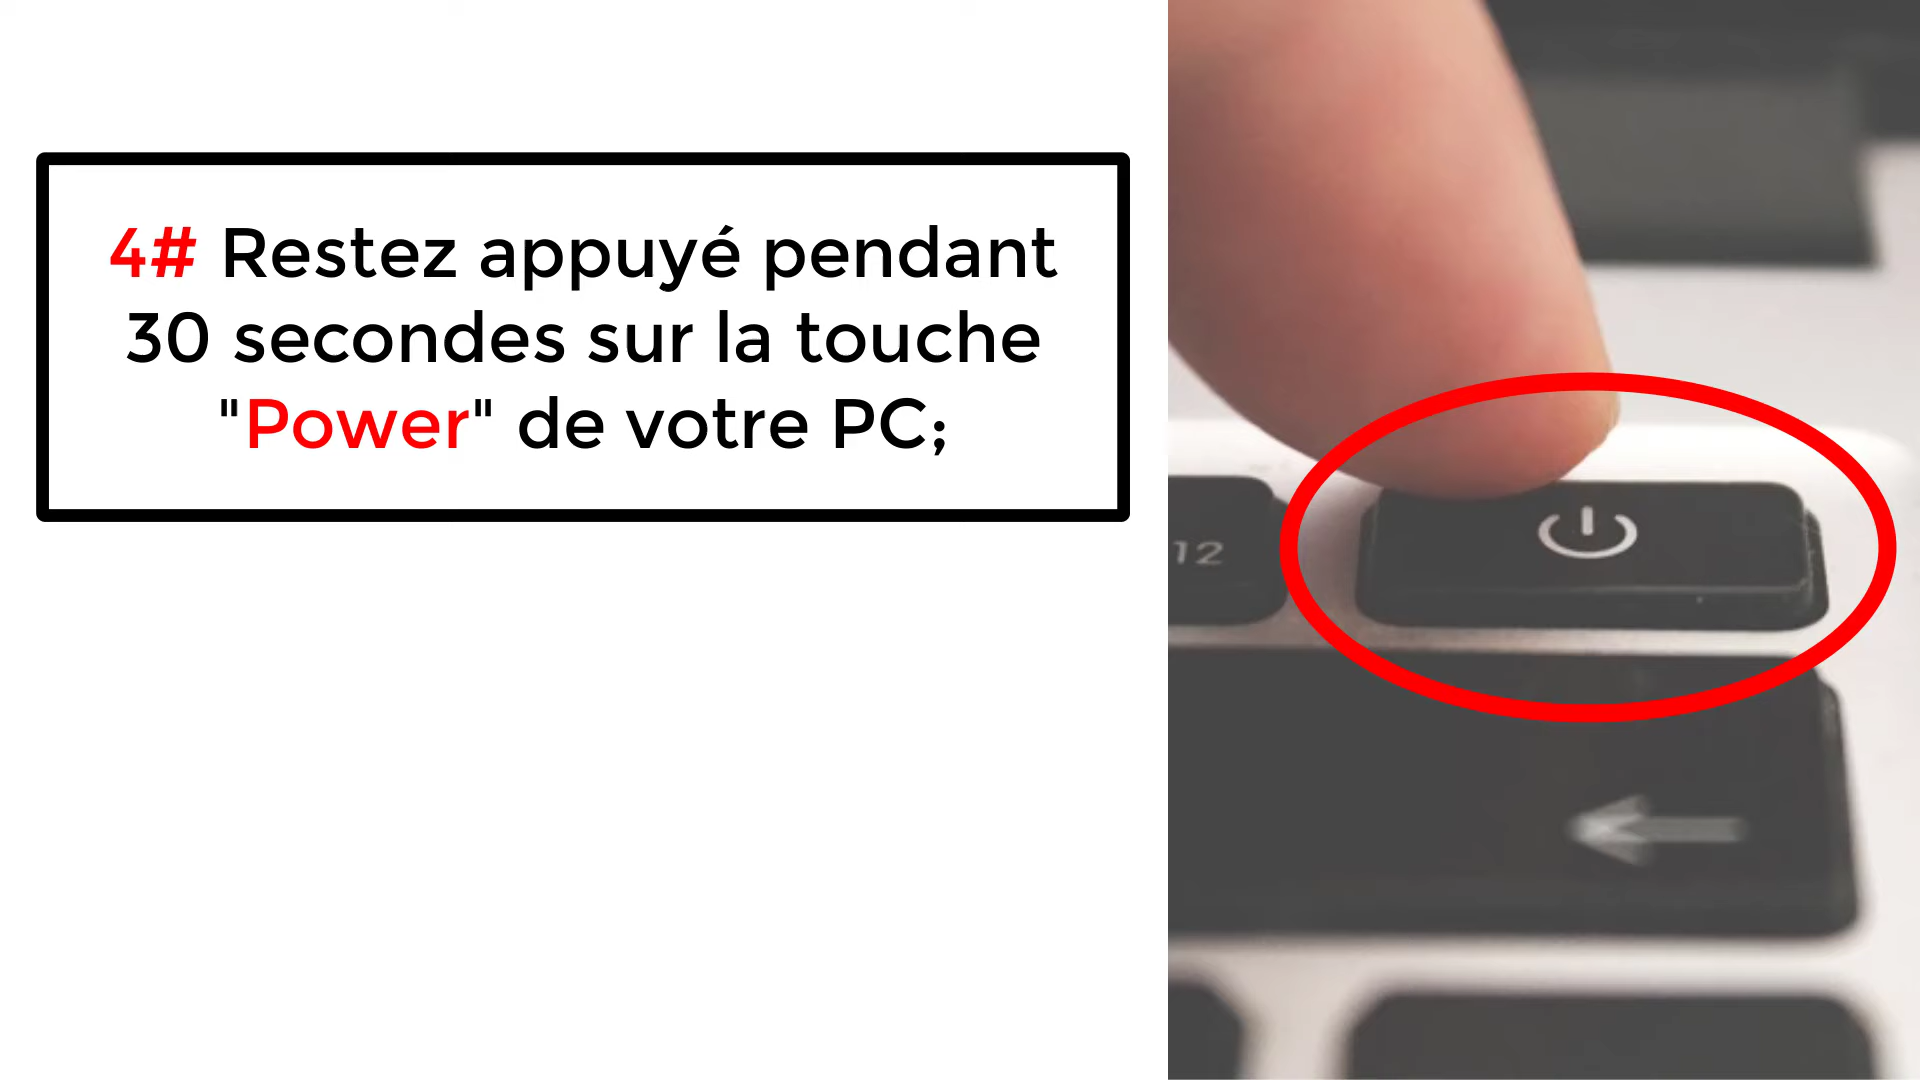 4# Restez appuyé pendant
30 secondes sur la touche
"Power" de votre PC;
12